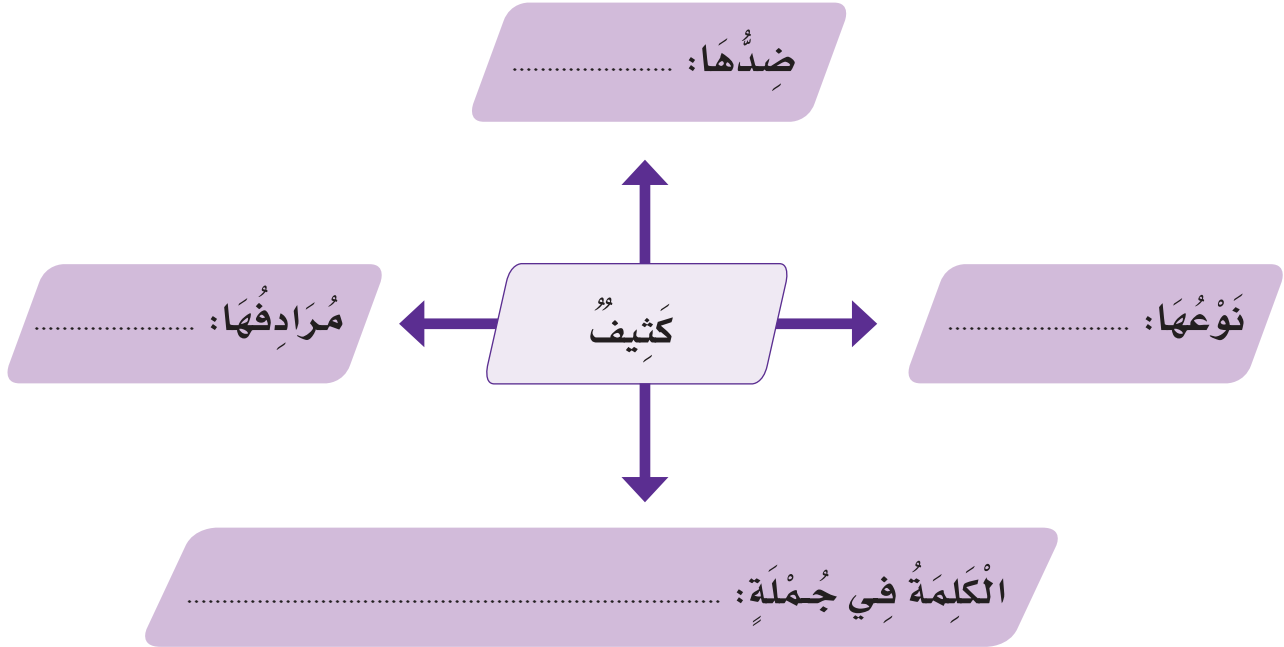 ضِدُّهَا: ......................
نَوْعُهَا: ..........................
كَثِيفٌ
مُرَادِفُهَا: ......................
الْكَلِمَةُ فِي جُمْلَةٍ: ............................................................................